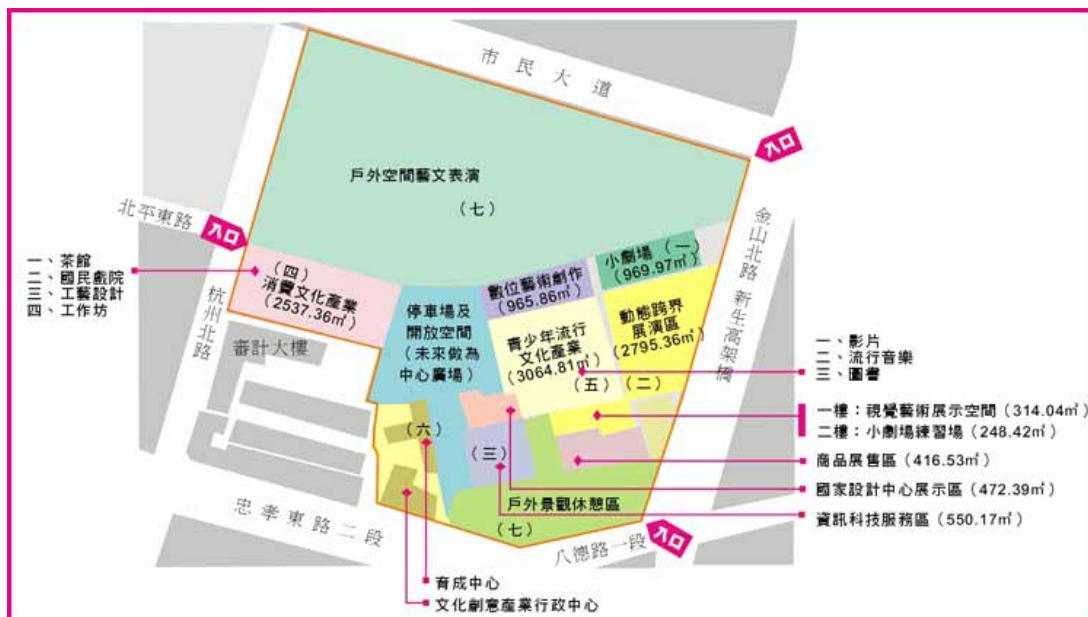 市民大道
入口
戶外空間藝文表演
（七）
北平東路
入口
金山北路 新生高架橋
一、茶館
二、國民戲院
三、工藝設計
四、工作坊
（四）
消費文化產業
（2537.36㎡）
杭州北路
審計大樓
停車場及
開放空間
（未來做為
中心廣場）
數位藝術創作
（965.86㎡）
小劇場（一）
（969.97㎡）
動態跨界
展演區
（2795.36㎡）
（二）
青少年流行
文化產業
（3064.81㎡）
（五）
一、影片
二、流行音樂
三、圖書
一樓：視覺藝術展示空間（314.04㎡）
二樓：小劇場練習場（248.42㎡）
商品展售區（416.53㎡）
國家設計中心展示區（472.39㎡）
資訊科技服務區（550.17㎡）
（六）
（三）
戶外景觀休憩區
（七）
忠孝東路二段
八德路一段
入口
育成中心
文化創意產業行政中心